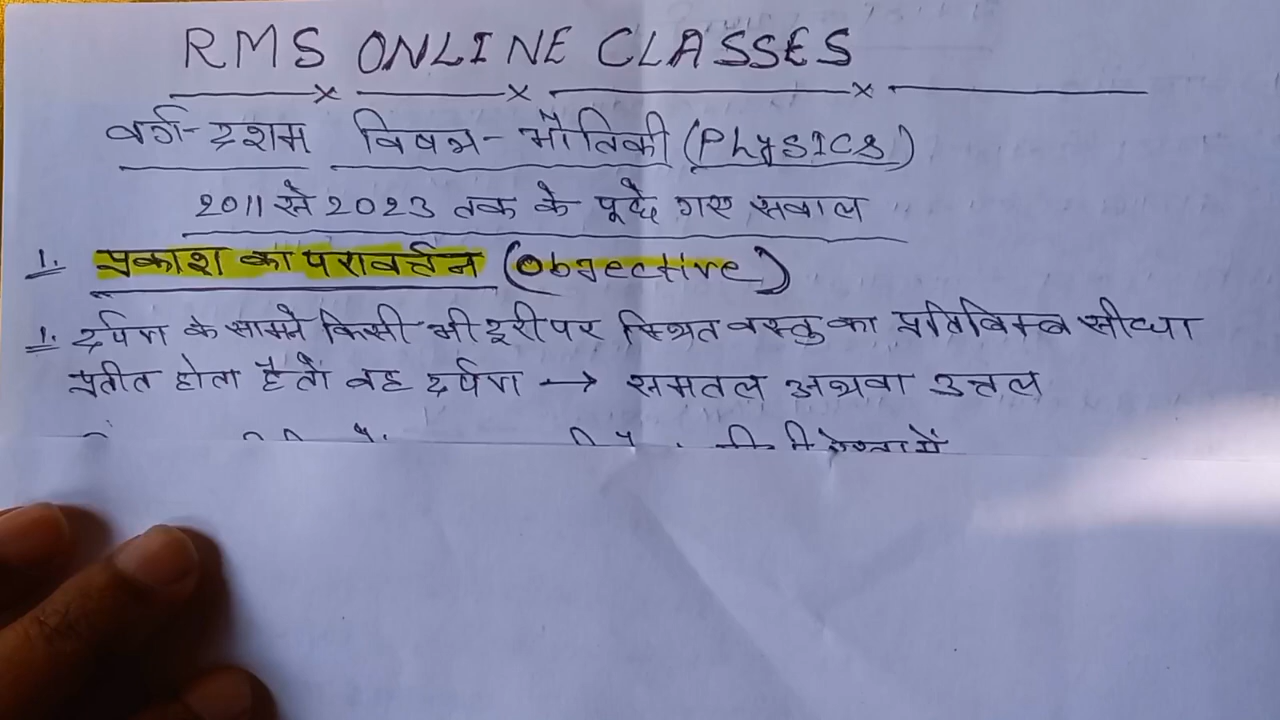 RMS ONLINE CLASSES
वर्ग-दशम विषय-भौतिकी (PhYSICS)
2011 से 2023 तक के पूछे गए सवाल
1. प्रकाश का परावर्तन (Objective)
1. दर्पण के सामने किसी भी दूरी पर स्थित वस्तु का प्रतिबिम्ब सीधा
प्रतीत होता है तो वह दर्पण → समतल अथवा उत्तल